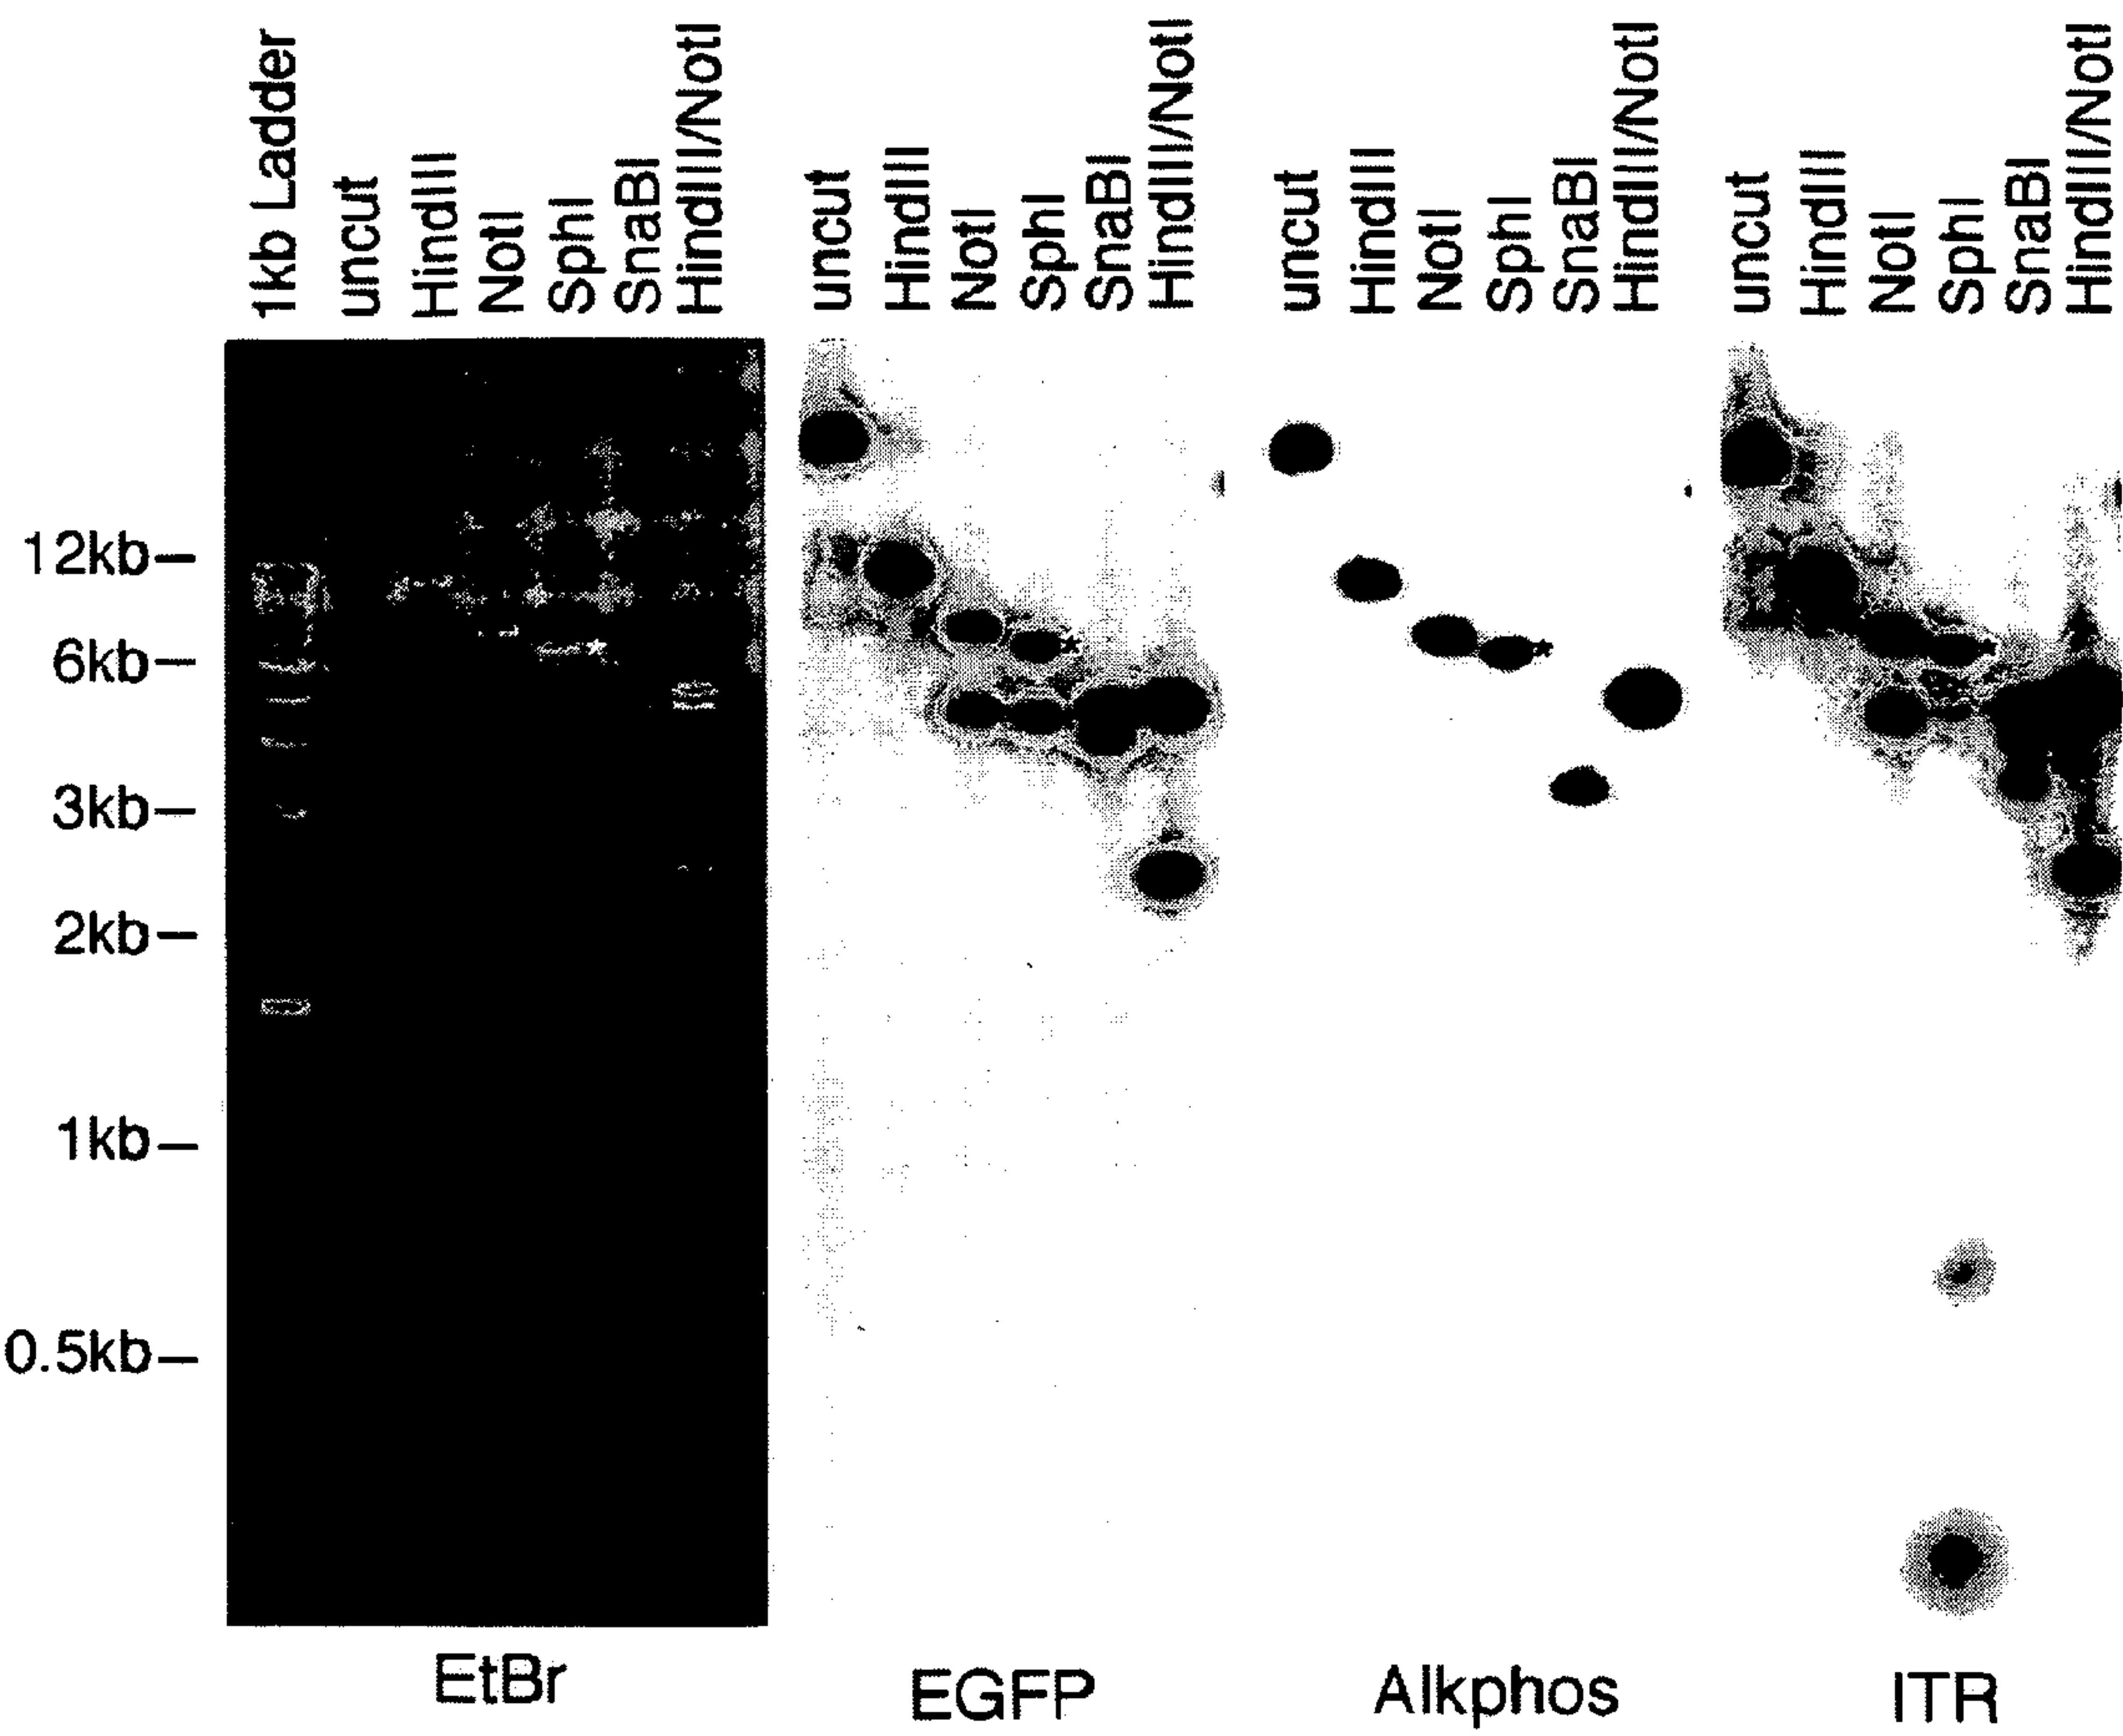 1kb Ladder
uncut
HindIII
NotI
SphI
SnaBI
HindIII/NotI
uncut
HindIII
NotI
SphI
SnaBI
HindIII/NotI
uncut
HindIII
NotI
SphI
SnaBI
HindIII/NotI
uncut
HindIII
NotI
SphI
SnaBI
HindIII/NotI
12kb
6kb
3kb
2kb
1kb
0.5kb
*
*
*
*
EtBr
EGFP
Alkphos
ITR